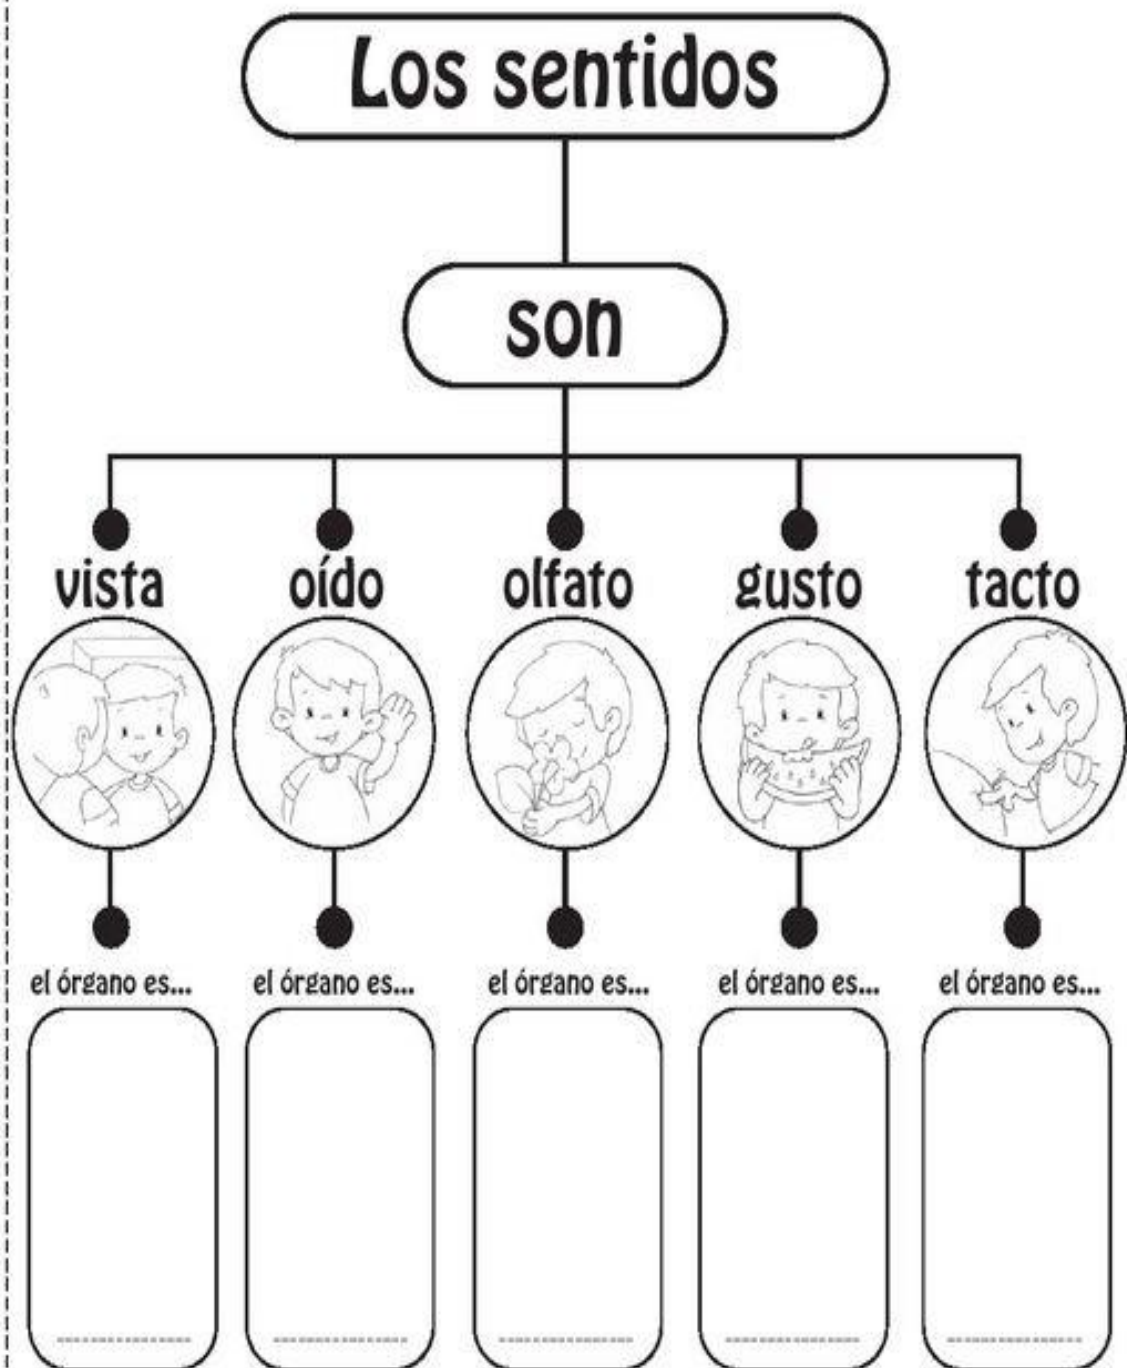 Los sentidos
son
vista oído olfato gusto tacto
el órgano es... el órgano es... el órgano es... el órgano es... el órgano es...